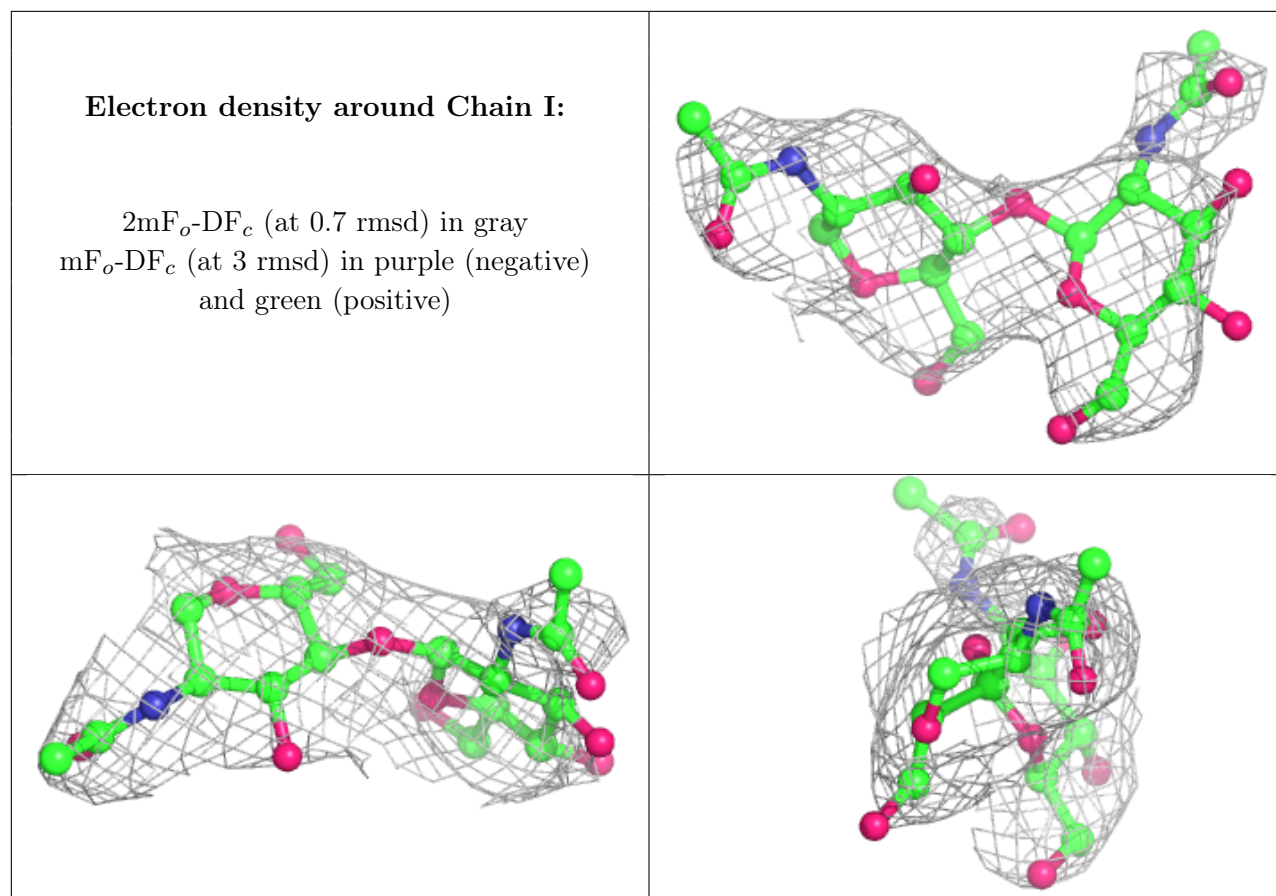 Electron density around Chain I:
2mFₒ-DF𝒸 (at 0.7 rmsd) in gray
mFₒ-DF𝒸 (at 3 rmsd) in purple (negative)
and green (positive)